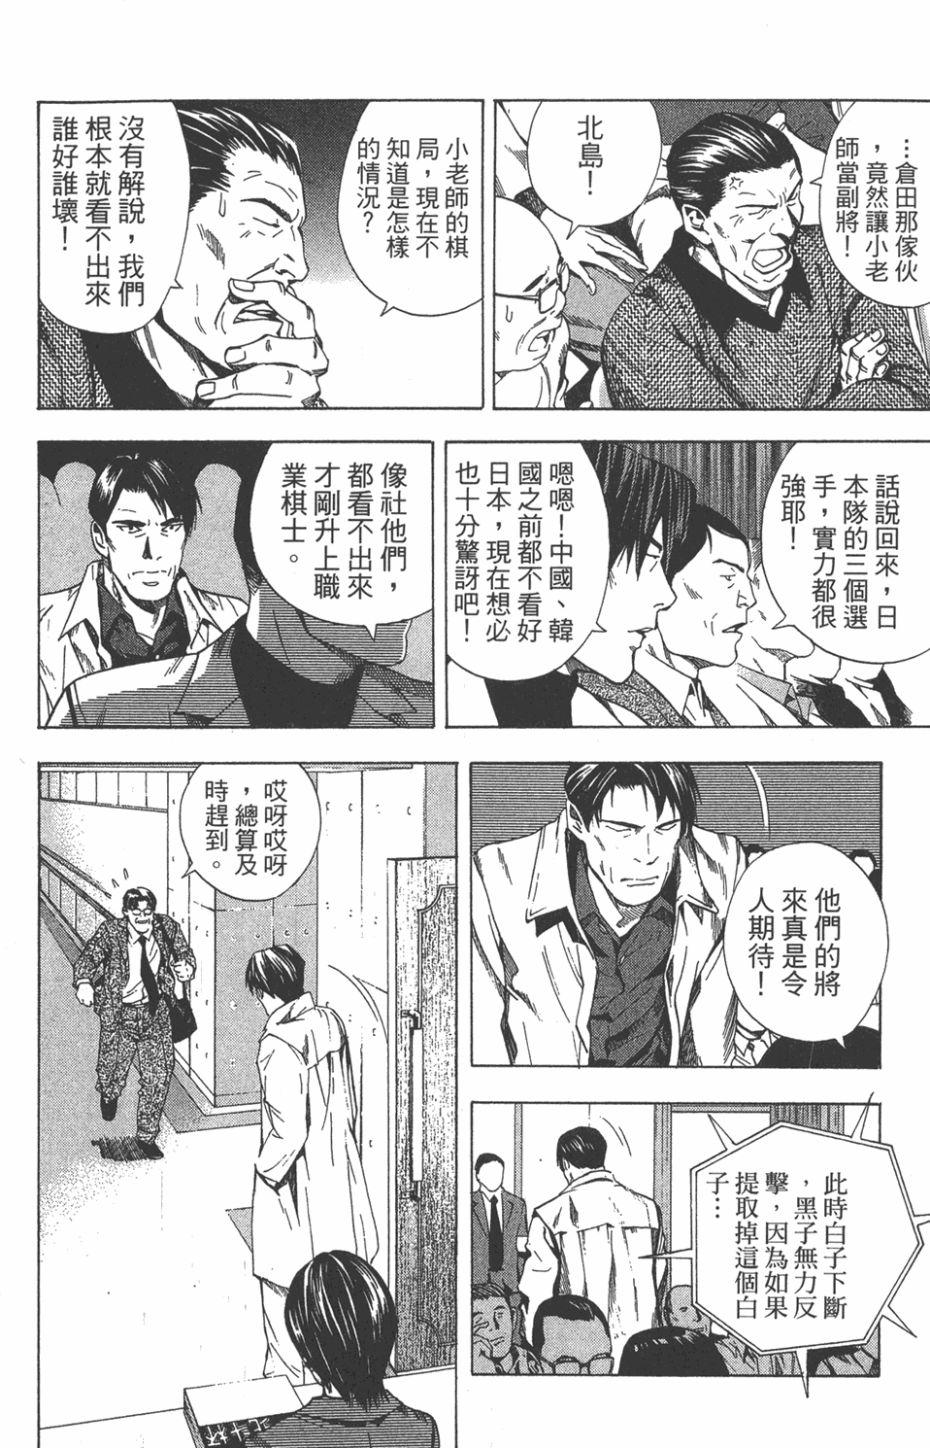 …倉田那傢伙
，竟然讓小老
師當副將！
北島！
小老師的棋
局，現在不
知道是怎樣
的情況？
沒有解說，我們
根本就看不出來
誰好誰壞！
話說回來，日
本隊的三個選
手，實力都很
強耶！
嗯嗯！中國、韓
國之前都不看好
日本，現在想必
也十分驚訝吧！
像社他們，
都看不出來
才剛升上職
業棋士。
他們的將
來真是令
人期待！
此時白子下斷
，黑子無力反
擊，因為如果
提取掉這個白
子…
哎呀哎呀
，總算及
時趕到。
北斗杯